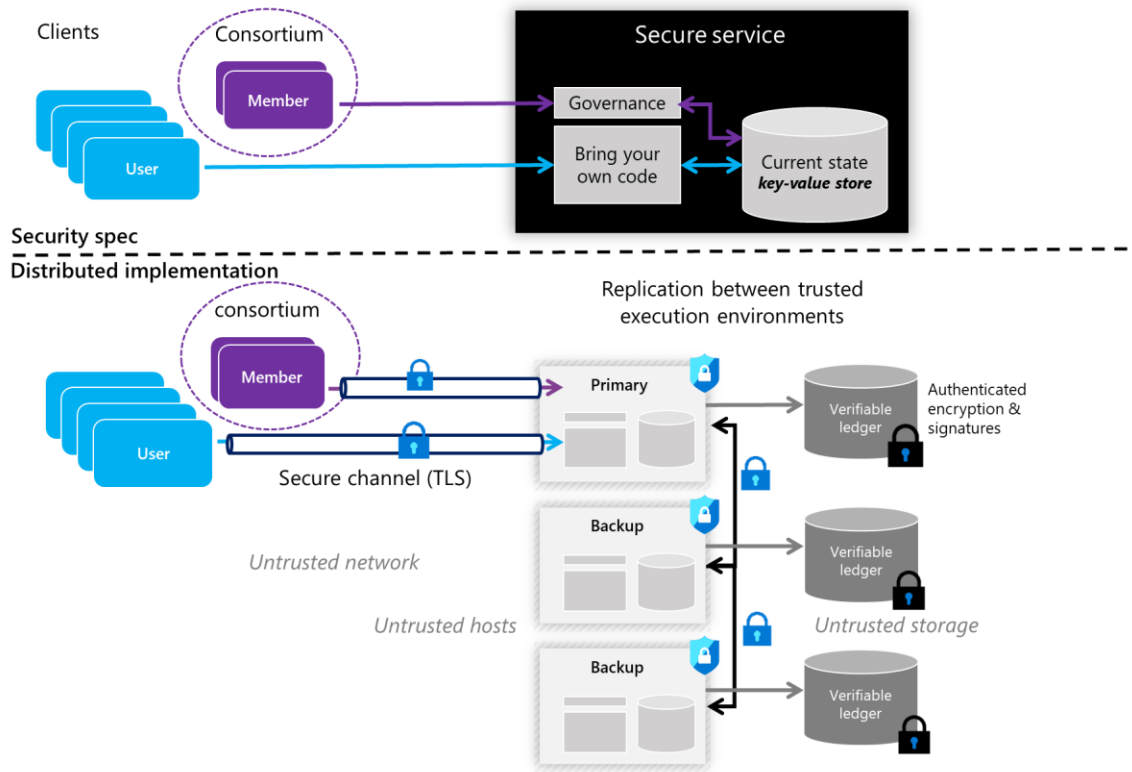 Clients
Consortium
Secure service
Member
User
Governance
Bring your
own code
Current state
key-value store
Security spec
Distributed implementation
Replication between trusted
execution environments
consortium
Member
User
Secure channel (TLS)
Primary
Verifiable
ledger
Authenticated
encryption &
signatures
Untrusted network
Backup
Verifiable
ledger
Untrusted hosts
Untrusted storage
Backup
Verifiable
ledger